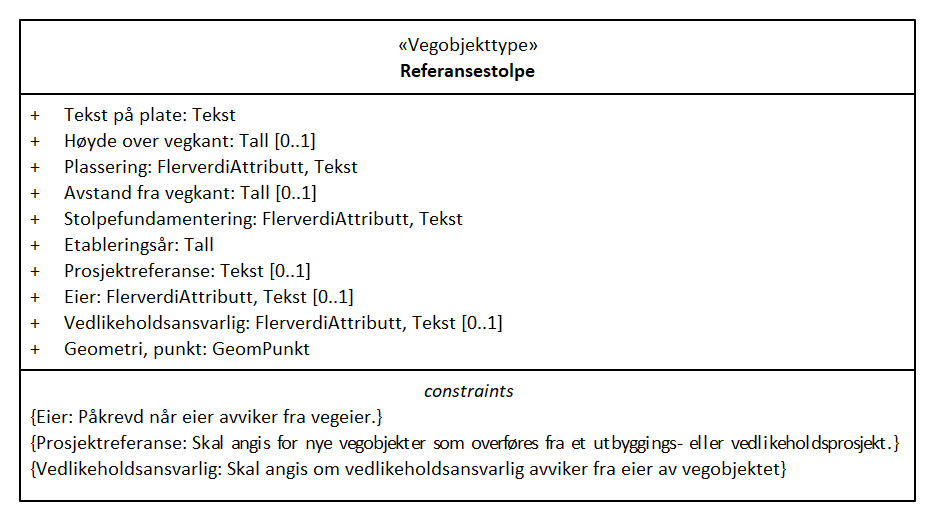 «Vegobjekttype»
Referansestolpe
+ Tekst på plate: Tekst
+ Høyde over vegkant: Tall [0..1]
+ Plassering: FlerverdiAttributt, Tekst
+ Avstand fra vegkant: Tall [0..1]
+ Stolpefundamentering: FlerverdiAttributt, Tekst
+ Etableringsår: Tall
+ Prosjektreferanse: Tekst [0..1]
+ Eier: FlerverdiAttributt, Tekst [0..1]
+ Vedlikeholdsansvarlig: FlerverdiAttributt, Tekst [0..1]
+ Geometri, punkt: GeomPunkt
constraints
{Eier: Påkrevd når eier avviker fra vegeier.}
{Prosjektreferanse: Skal angis for nye vegobjekter som overføres fra et utbyggings- eller vedlikeholdsprosjekt.}
{Vedlikeholdsansvarlig: Skal angis om vedlikeholdsansvarlig avviker fra eier av vegobjektet}